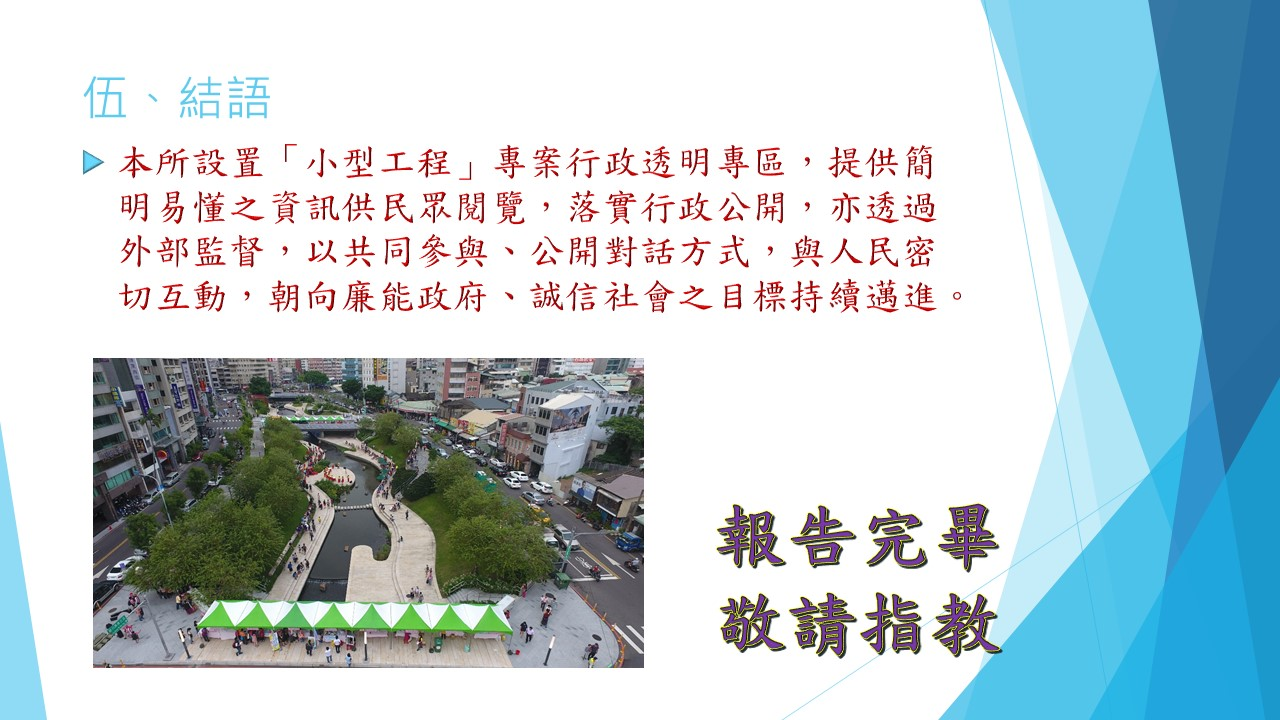 伍、結語
本所設置「小型工程」專案行政透明專區，提供簡
明易懂之資訊供民眾閱覽，落實行政公開，亦透過
外部監督，以共同參與、公開對話方式，與人民密
切互動，朝向廉能政府、誠信社會之目標持續邁進。
報告完畢
敬請指教